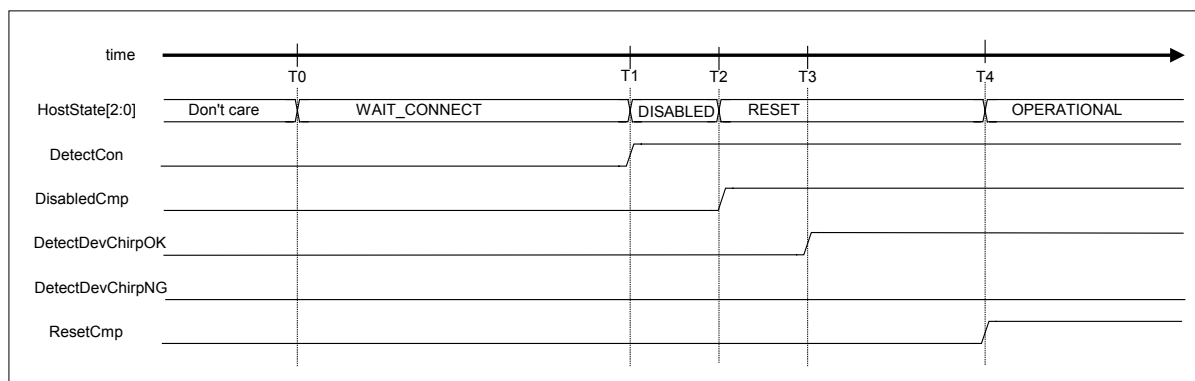 time
T0 T1 T2 T3 T4
HostState[2:0] Don't care WAIT_CONNECT DISABLED RESET OPERATIONAL
DetectCon
DisabledCmp
DetectDevChirpOK
DetectDevChirpNG
ResetCmp